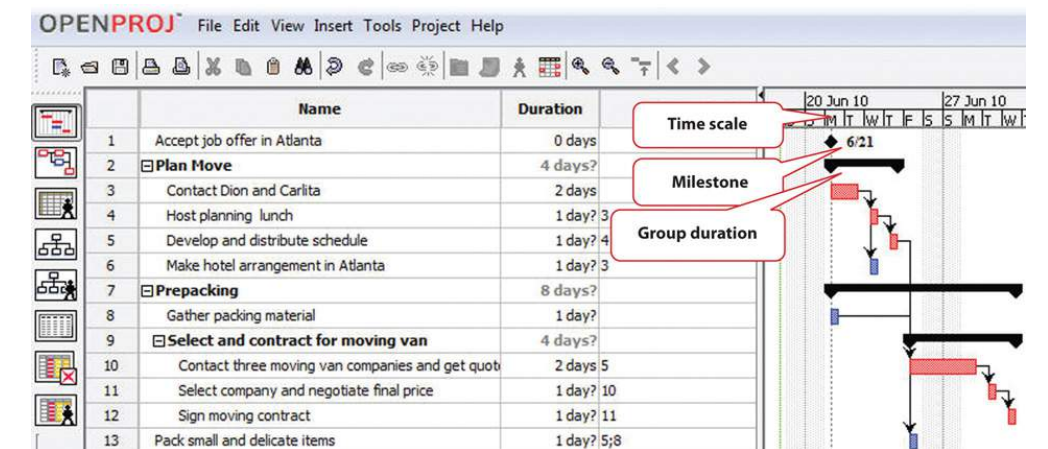 OPENPROJ File Edit View Insert Tools Project Help
Name Duration
20 Jun 10 27 Jun 10
S M T W T F S S M T W T
Time scale
1 Accept job offer in Atlanta 0 days 6/21
2 Plan Move 4 days?
Milestone
3 Contact Dion and Carlita 2 days
4 Host planning lunch 1 day? 3
Group duration
5 Develop and distribute schedule 1 day? 4
6 Make hotel arrangement in Atlanta 1 day? 3
7 Prepacking 8 days?
8 Gather packing material 1 day?
9 Select and contract for moving van 4 days?
10 Contact three moving van companies and get quot 2 days 5
11 Select company and negotiate final price 1 day? 10
12 Sign moving contract 1 day? 11
13 Pack small and delicate items 1 day? 5;8